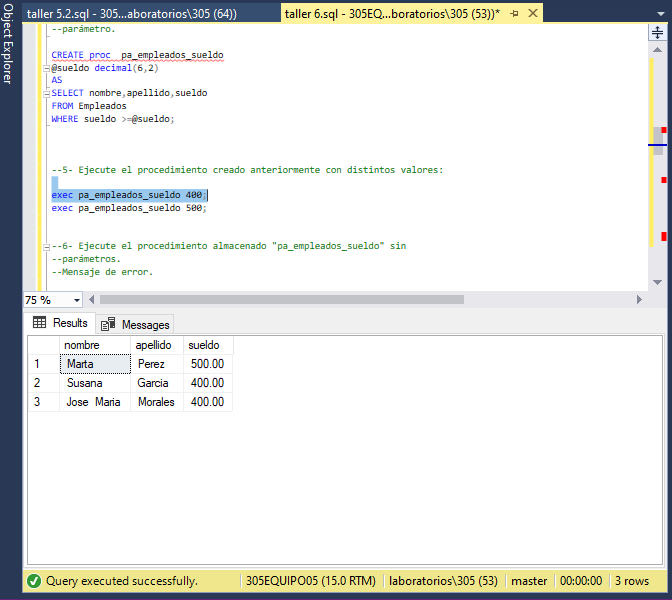 taller 5.2.sql - 305...aboratorios\305 (64))
taller 6.sql - 305EQ...boratorios\305 (53))*
Object Explorer
--parámetro.
CREATE proc  pa_empleados_sueldo
@sueldo decimal(6,2)
AS
SELECT nombre,apellido,sueldo
FROM Empleados
WHERE sueldo >=@sueldo;
--5- Ejecute el procedimiento creado anteriormente con distintos valores:
exec pa_empleados_sueldo 400;
exec pa_empleados_sueldo 500;
--6- Ejecute el procedimiento almacenado "pa_empleados_sueldo" sin
--parámetros.
--Mensaje de error.
75 %
Results Messages
nombre apellido sueldo
1 Marta Perez 500.00
2 Susana Garcia 400.00
3 Jose Maria Morales 400.00
Query executed successfully. 305EQUIPO05 (15.0 RTM) laboratorios\305 (53) master 00:00:00 3 rows